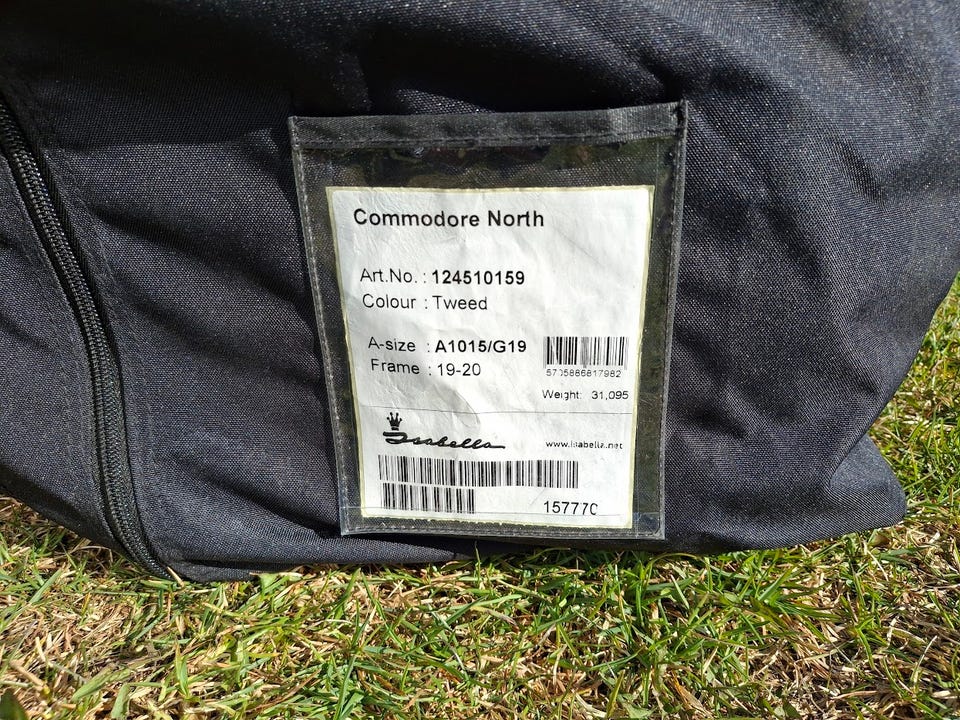 Commodore North
Art.No. : 124510159
Colour : Tweed
A-size : A1015/G19
Frame : 19-20
5705886817982
Weight: 31,095
Isabella
www.isabella.net
157770